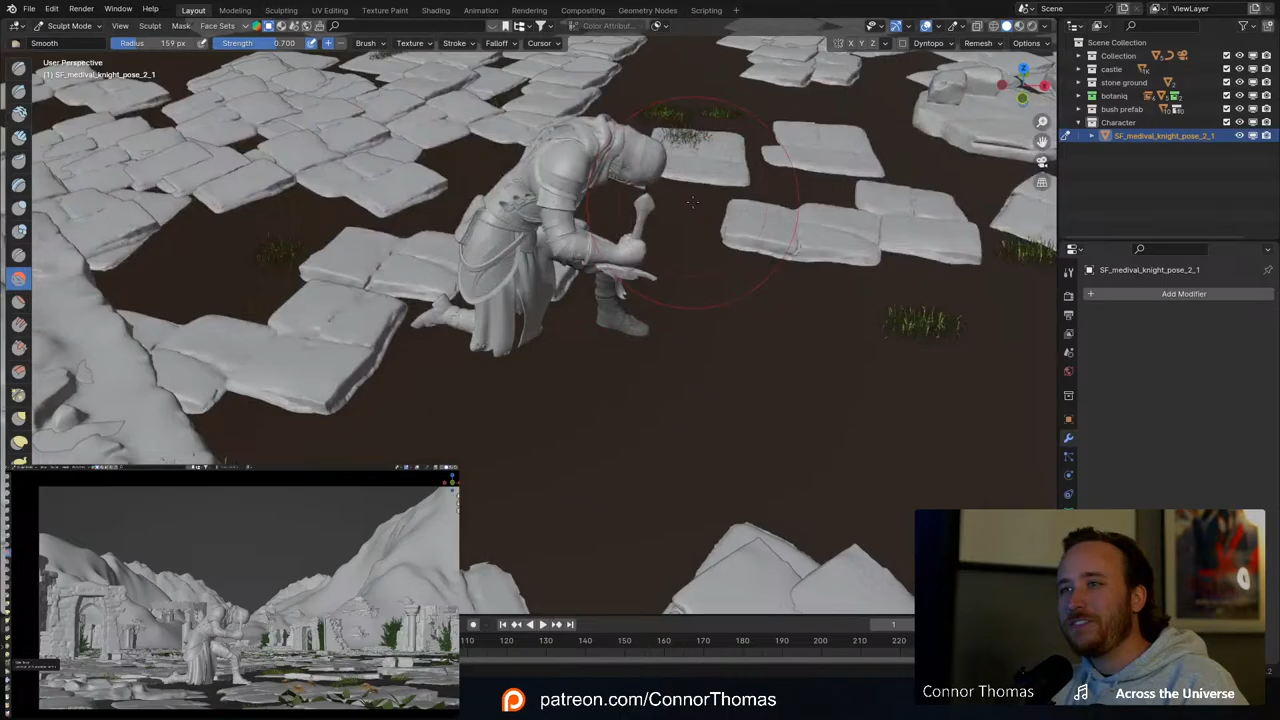 File Edit Render Window Help Layout Modeling Sculpting UV Editing Texture Paint Shading Animation Rendering Compositing Geometry Nodes Scripting Scene ViewLayer
Sculpt Mode View Sculpt Mask Face Sets Color Attribut...
Smooth Radius 159 px Strength 0.700 Brush Texture Stroke Falloff Cursor X Y Z Dyntopo Remesh Options
User Perspective
(1) SF_medival_knight_pose_2_1
Scene Collection
Collection
castle
stone ground
botaniq
bush prefab
Character
SF_medival_knight_pose_2_1
SF_medival_knight_pose_2_1
Add Modifier
1
110 120 130 140 150 160 170 180 190 200 210 220
Connor Thomas
Across the Universe
patreon.com/ConnorThomas